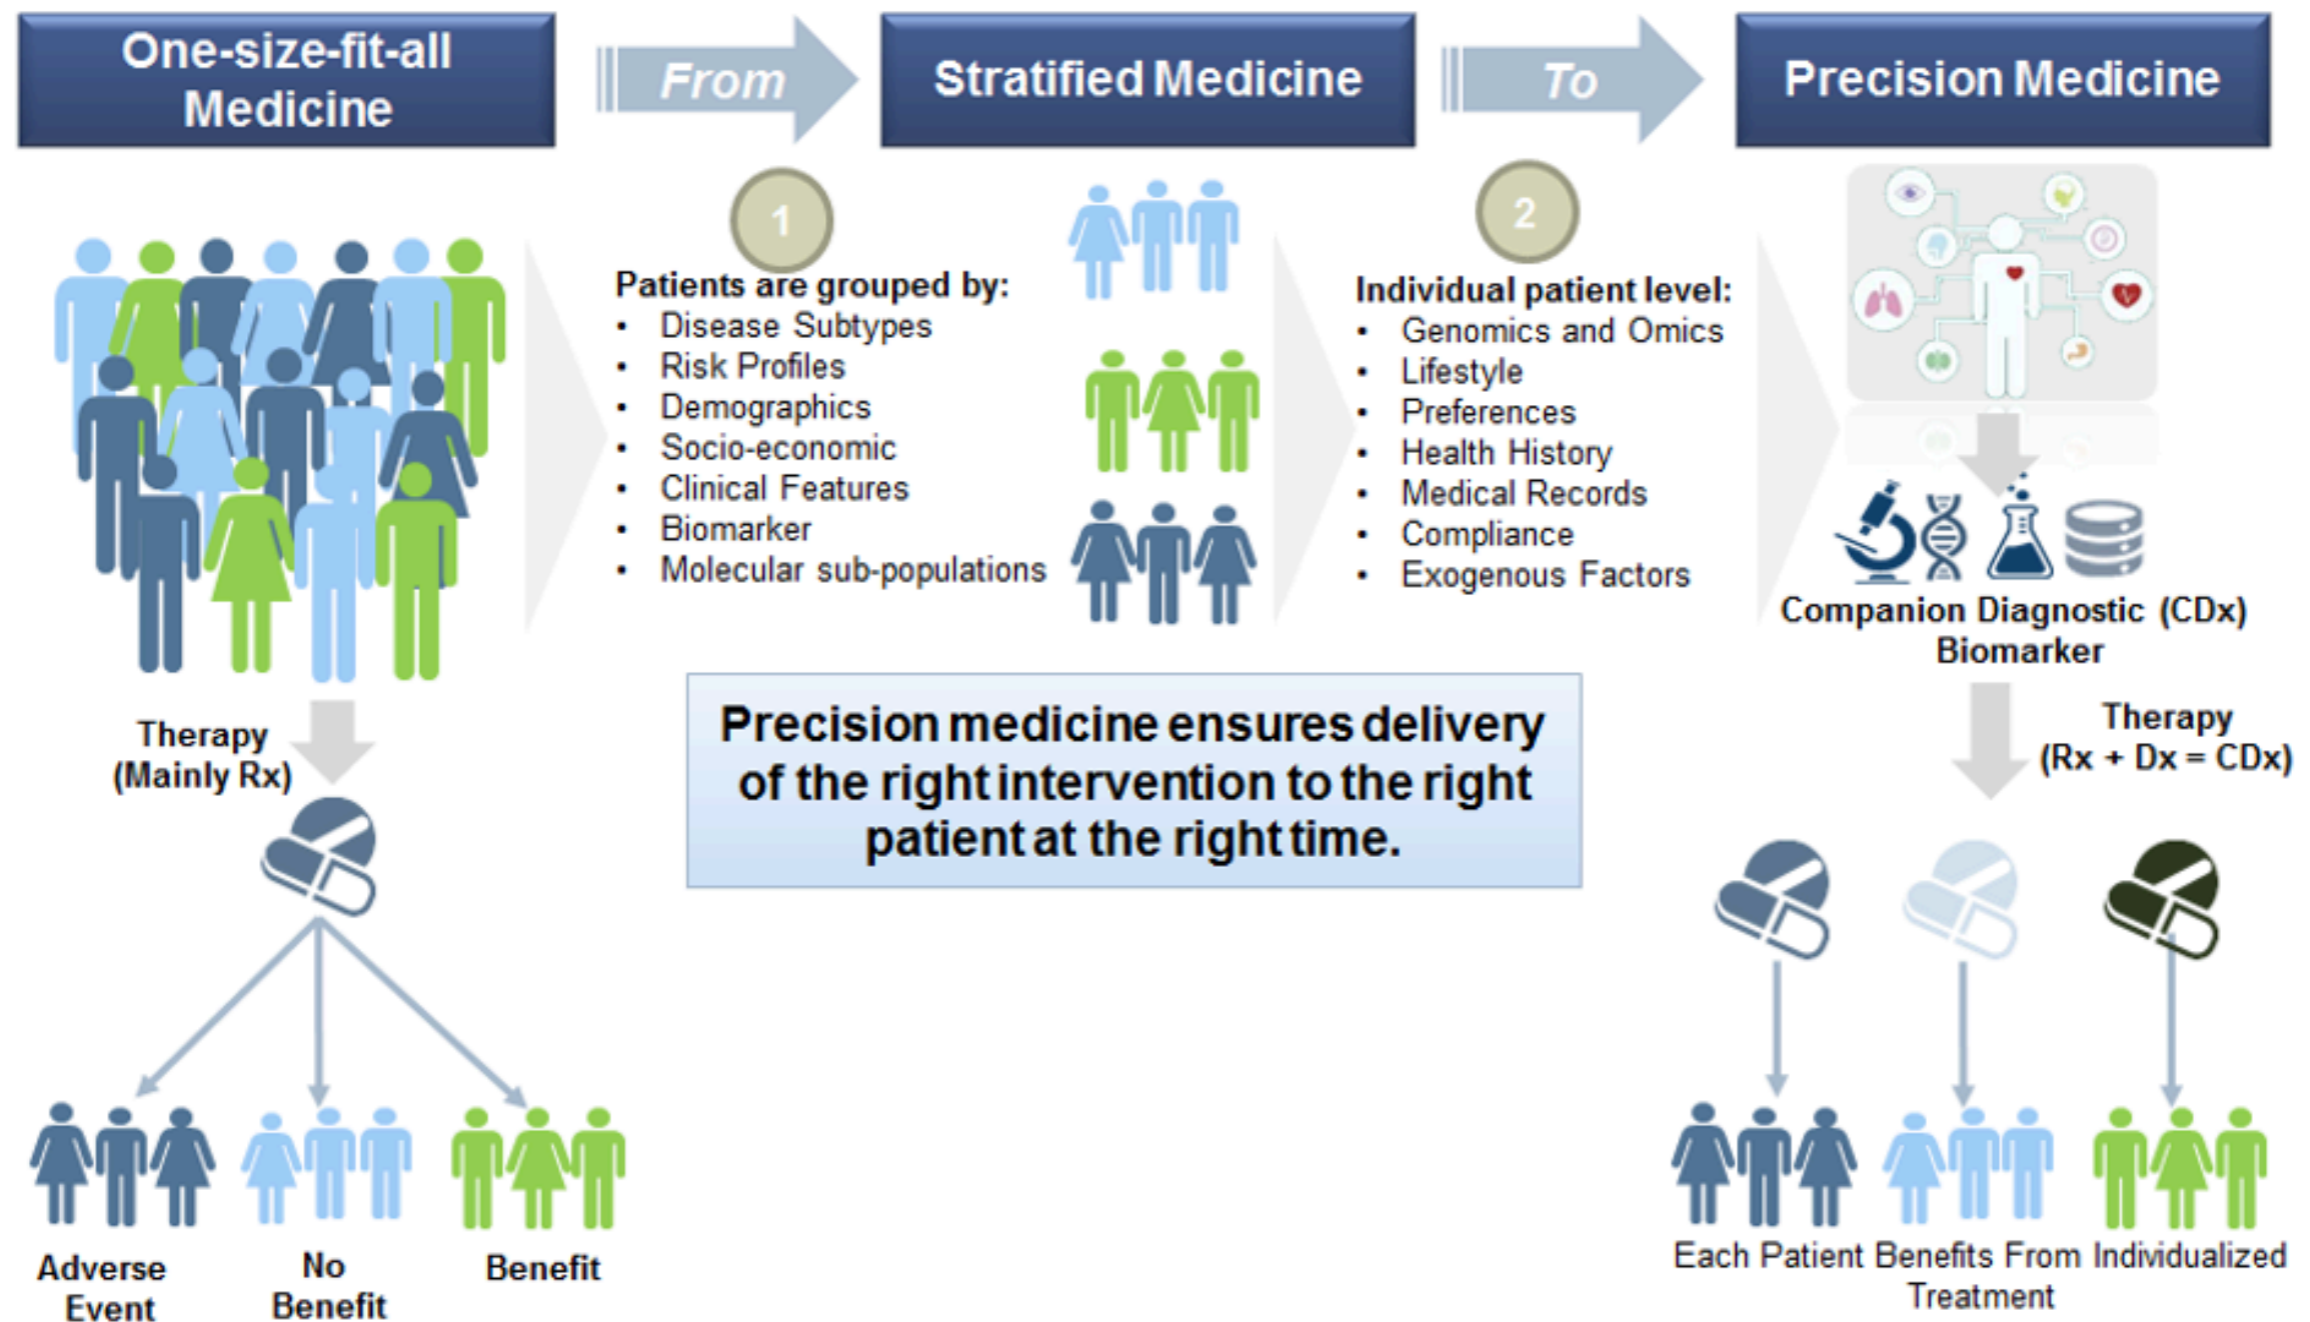 One-size-fit-all
Medicine
From
Stratified Medicine
To
Precision Medicine
1
Patients are grouped by:
• Disease Subtypes
• Risk Profiles
• Demographics
• Socio-economic
• Clinical Features
• Biomarker
• Molecular sub-populations
2
Individual patient level:
• Genomics and Omics
• Lifestyle
• Preferences
• Health History
• Medical Records
• Compliance
• Exogenous Factors
Companion Diagnostic (CDx)
Biomarker
Therapy
(Mainly Rx)
Precision medicine ensures delivery
of the right intervention to the right
patient at the right time.
Therapy
(Rx + Dx = CDx)
Adverse
Event
No
Benefit
Benefit
Each Patient Benefits From Individualized
Treatment